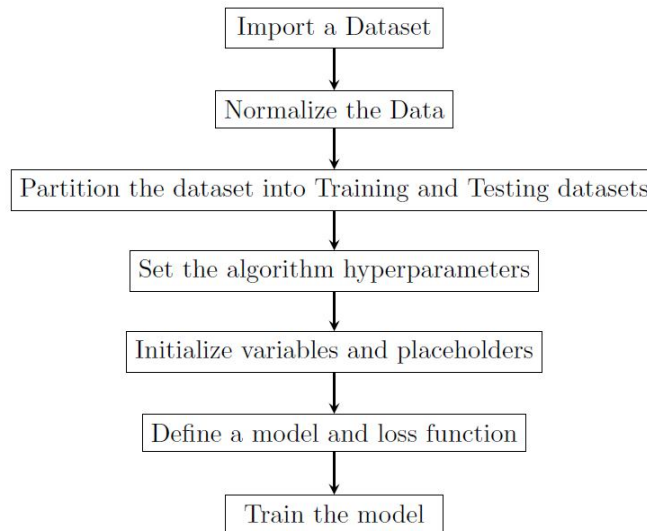 Import a Dataset
Normalize the Data
Partition the dataset into Training and Testing datasets
Set the algorithm hyperparameters
Initialize variables and placeholders
Define a model and loss function
Train the model